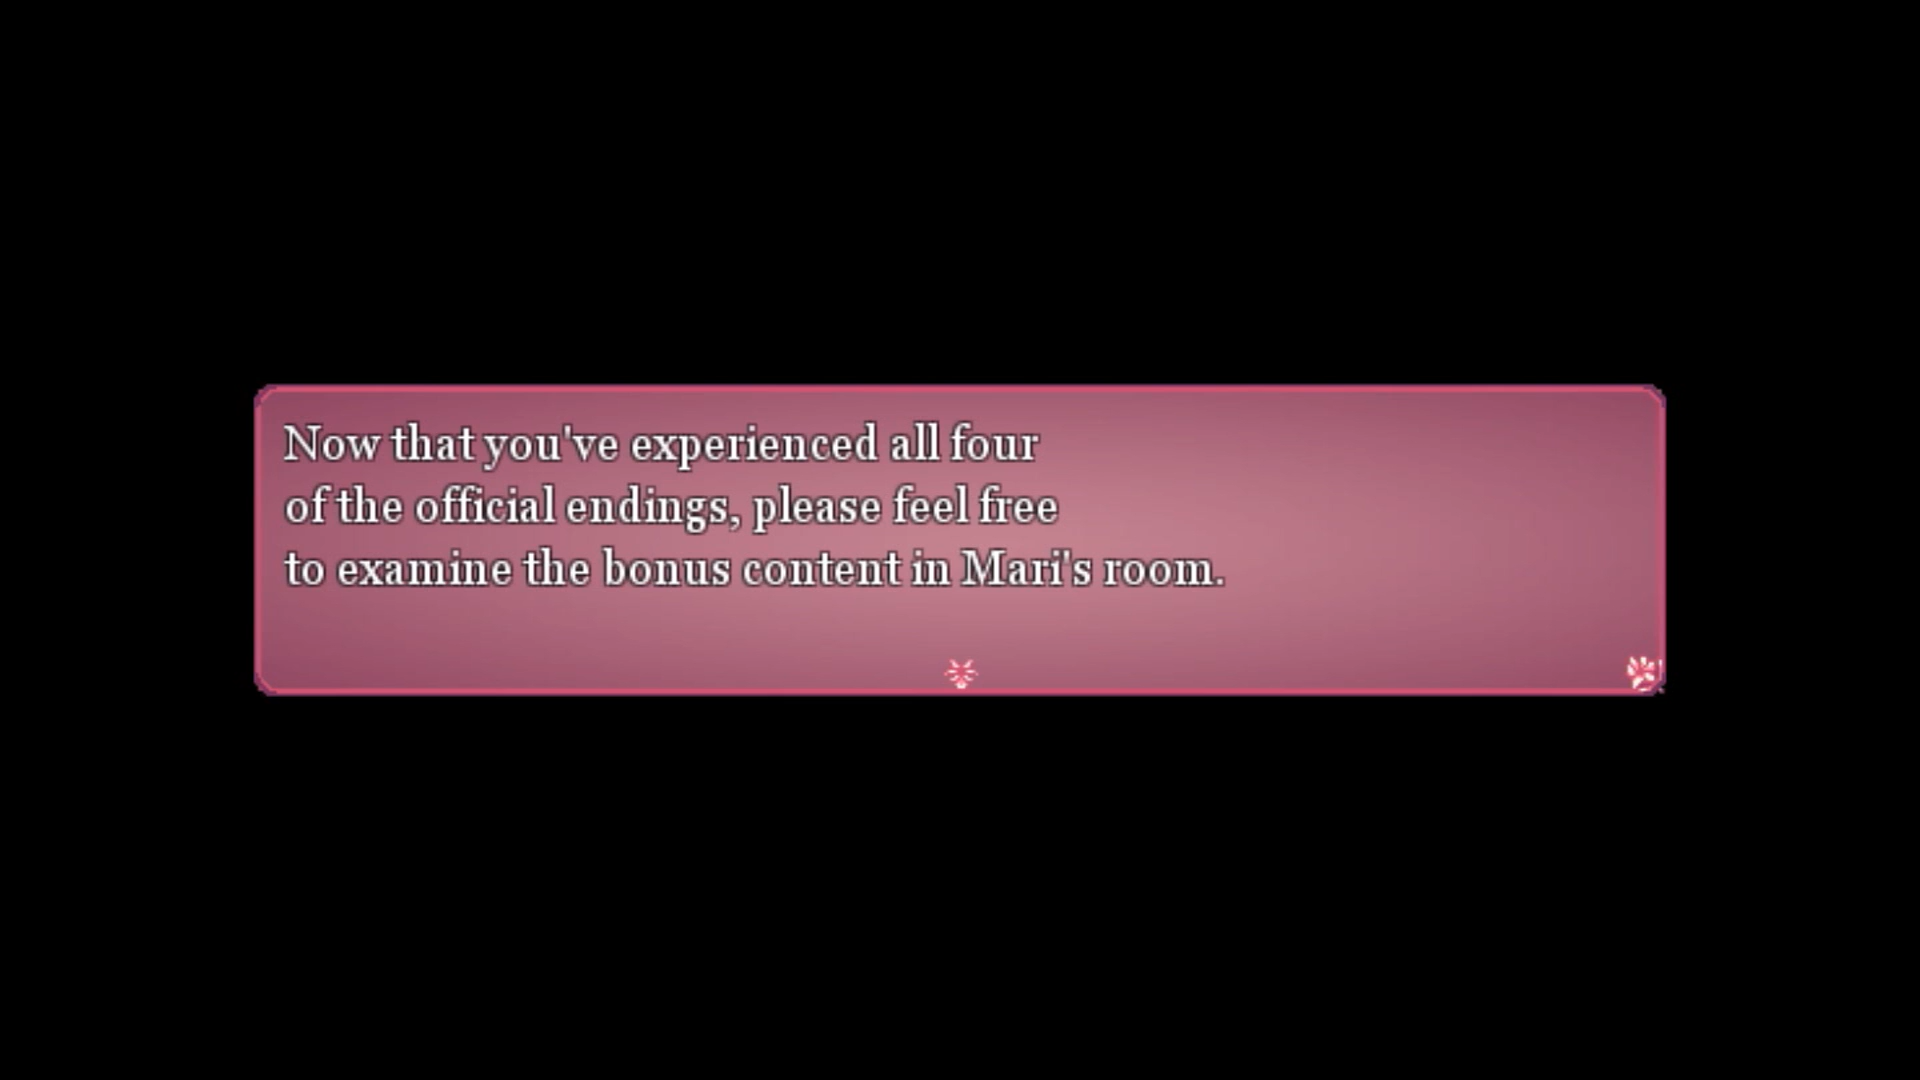 Now that you've experienced all four
of the official endings, please feel free
to examine the bonus content in Mari's room.